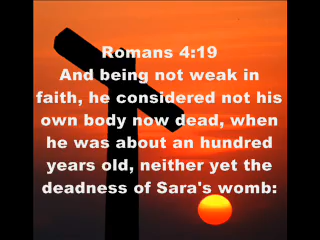 Romans 4:19
And being not weak in
faith, he considered not his
own body now dead, when
he was about an hundred
years old, neither yet the
deadness of Sara's womb: